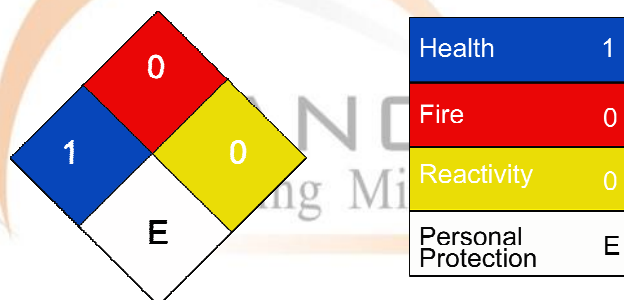 0
1
0
E
Health 1
Fire 0
Reactivity 0
Personal
Protection E